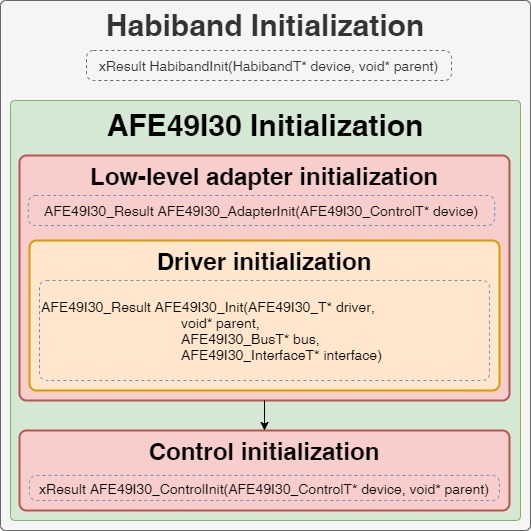 Habiband Initialization
xResult HabibandInit(HabibandT* device, void* parent)
AFE49I30 Initialization
Low-level adapter initialization
AFE49I30_Result AFE49I30_AdapterInit(AFE49I30_ControlT* device)
Driver initialization
AFE49I30_Result AFE49I30_Init(AFE49I30_T* driver,
void* parent,
AFE49I30_BusT* bus,
AFE49I30_InterfaceT* interface)
Control initialization
xResult AFE49I30_ControlInit(AFE49I30_ControlT* device, void* parent)